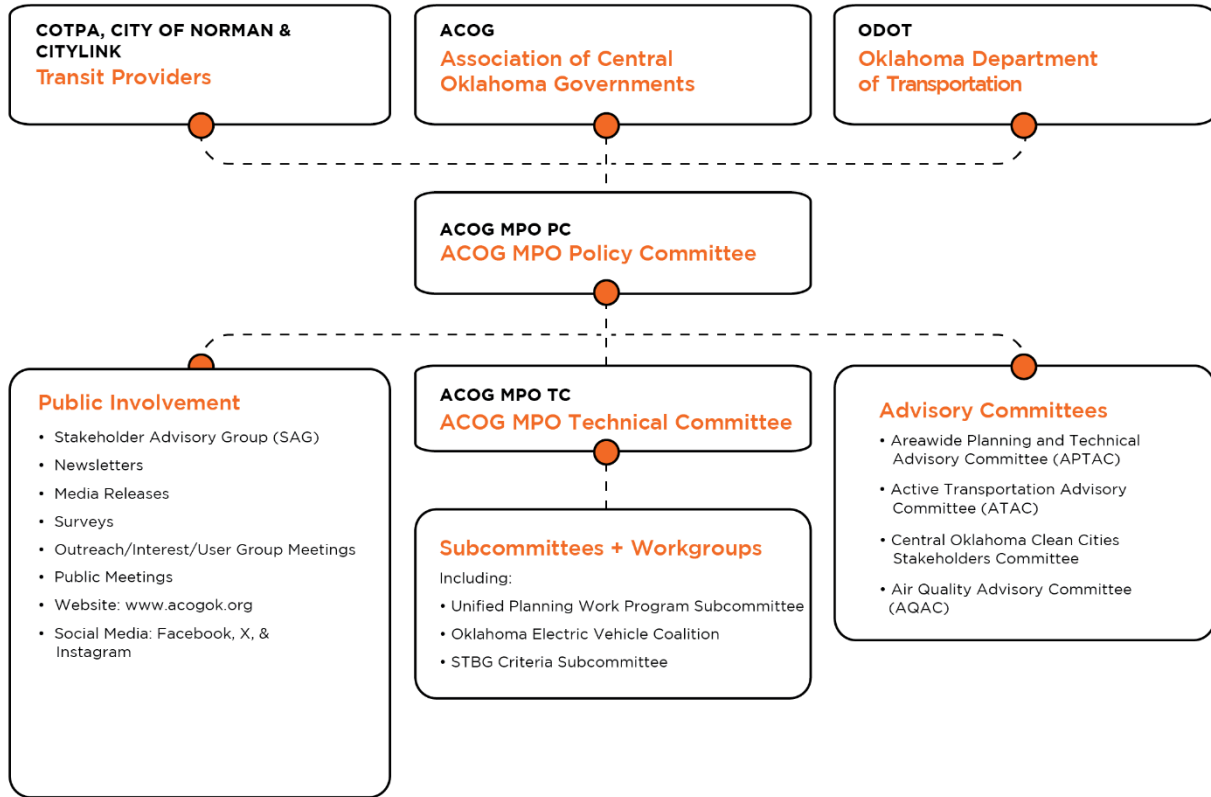 COTPA, CITY OF NORMAN &
CITYLINK
Transit Providers
ACOG
Association of Central
Oklahoma Governments
ODOT
Oklahoma Department
of Transportation
ACOG MPO PC
ACOG MPO Policy Committee
Public Involvement
• Stakeholder Advisory Group (SAG)
• Newsletters
• Media Releases
• Surveys
• Outreach/Interest/User Group Meetings
• Public Meetings
• Website: www.acogok.org
• Social Media: Facebook, X, &
Instagram
ACOG MPO TC
ACOG MPO Technical Committee
Subcommittees + Workgroups
Including:
• Unified Planning Work Program Subcommittee
• Oklahoma Electric Vehicle Coalition
• STBG Criteria Subcommittee
Advisory Committees
• Areawide Planning and Technical
Advisory Committee (APTAC)
• Active Transportation Advisory
Committee (ATAC)
• Central Oklahoma Clean Cities
Stakeholders Committee
• Air Quality Advisory Committee
(AQAC)